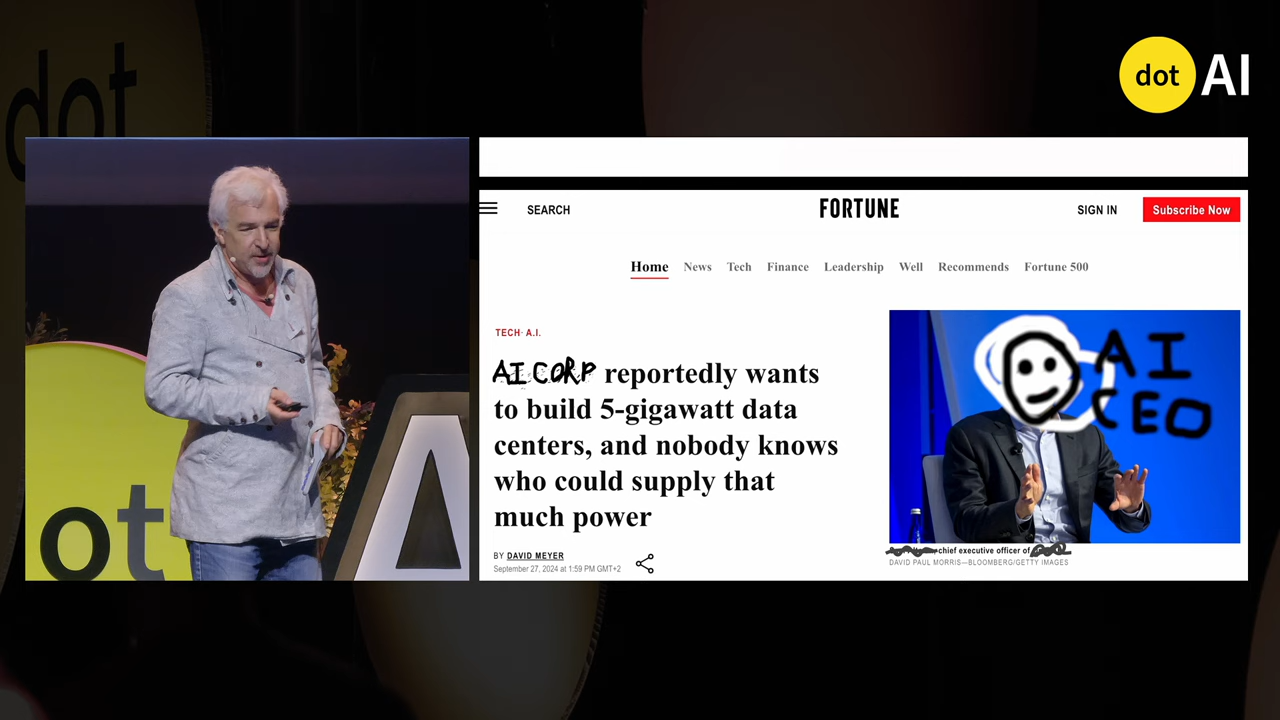 dot
dot AI
SEARCH
FORTUNE
SIGN IN
Subscribe Now
Home News Tech Finance Leadership Well Recommends Fortune 500
TECH· A.I.
AI CORP reportedly wants
to build 5-gigawatt data
centers, and nobody knows
who could supply that
much power
BY DAVID MEYER
September 27, 2024 at 1:59 PM GMT+2
AI
CEO
chief executive officer of
DAVID PAUL MORRIS—BLOOMBERG/GETTY IMAGES
dot
A